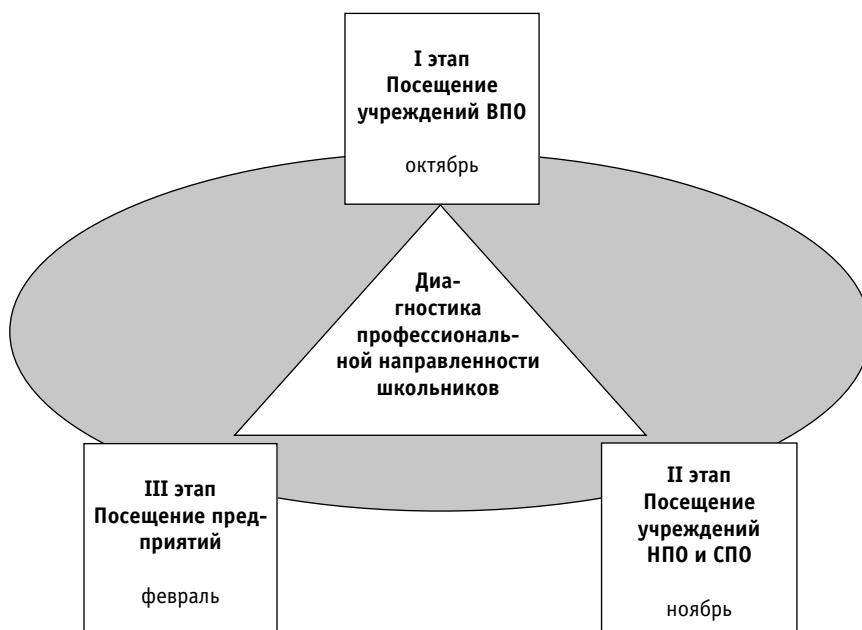 I этап
Посещение
учреждений ВПО
октябрь
Диа-
гностика
профессиональ-
ной направленности
школьников
III этап
Посещение пред-
приятий
февраль
II этап
Посещение
учреждений
НПО и СПО
ноябрь